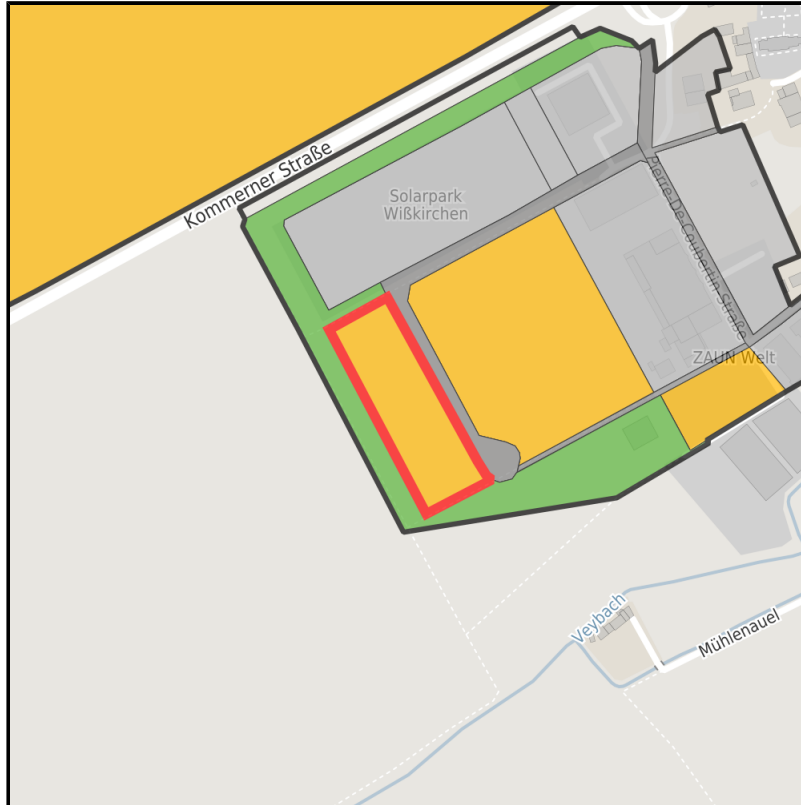 Kommerner Straße
Solarpark
Wißkirchen
Pierre-De-Coubertin-Straße
ZAUN Welt
Veybach
Mühlenauel